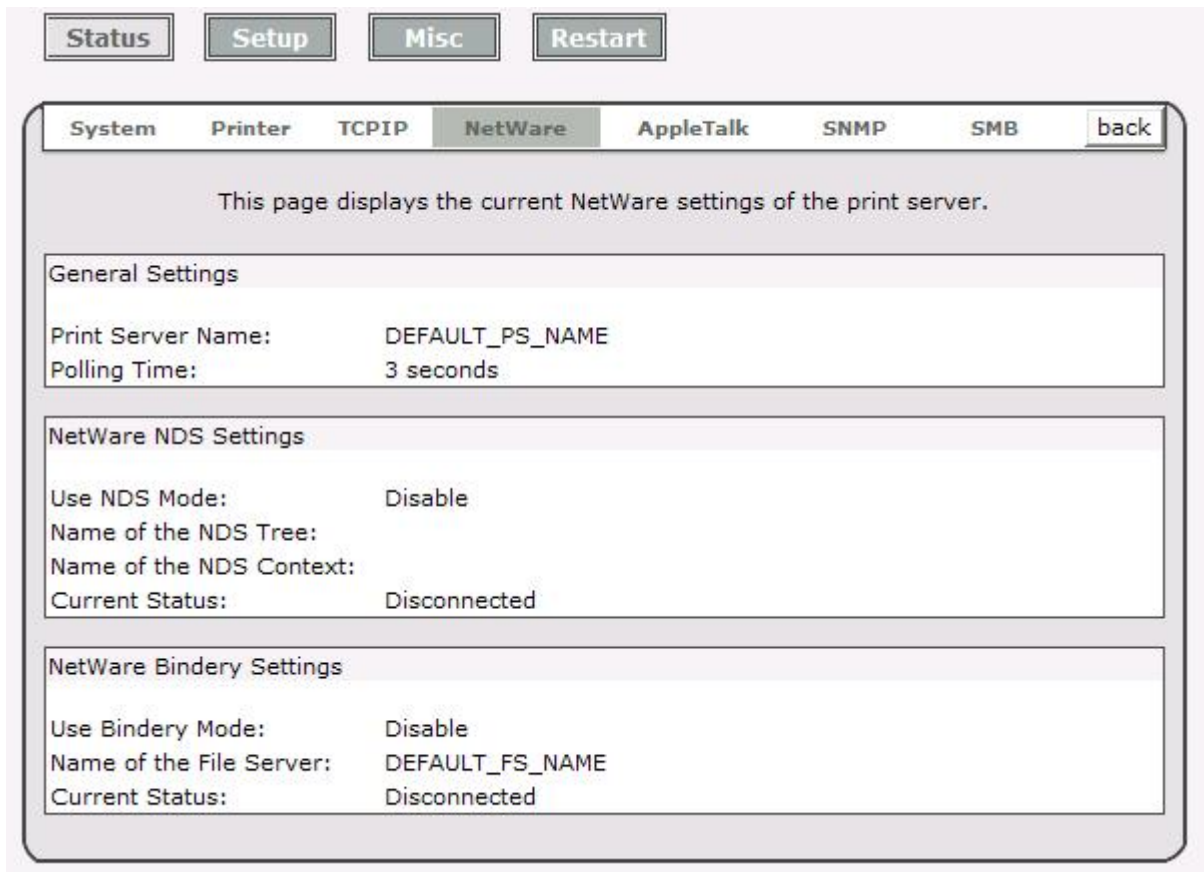 Status Setup Misc Restart
System Printer TCPIP NetWare AppleTalk SNMP SMB back
This page displays the current NetWare settings of the print server.
General Settings
Print Server Name: DEFAULT_PS_NAME
Polling Time: 3 seconds
NetWare NDS Settings
Use NDS Mode: Disable
Name of the NDS Tree:
Name of the NDS Context:
Current Status: Disconnected
NetWare Bindery Settings
Use Bindery Mode: Disable
Name of the File Server: DEFAULT_FS_NAME
Current Status: Disconnected